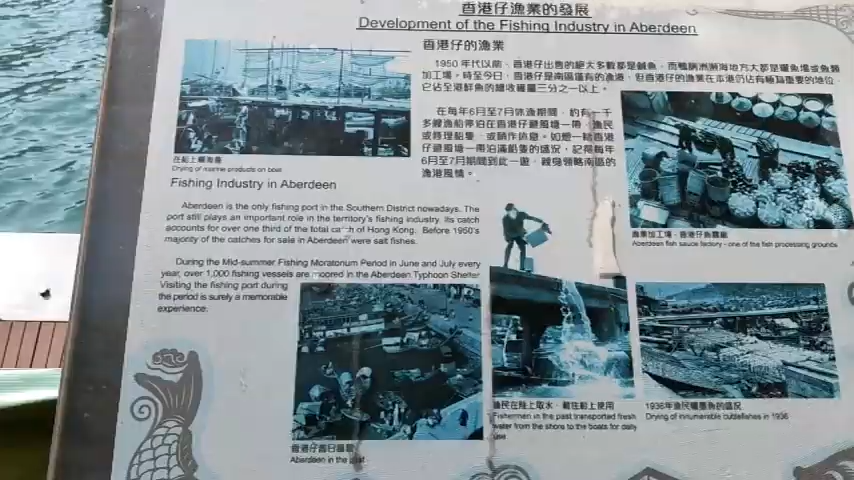 香港仔漁業的發展
Development of the Fishing Industry in Aberdeen
香港仔的漁業
1950年代以前，香港仔出售的絕大多數都是鹹魚，而鴨脷洲瀕海地方大都是曬魚場或魚類
加工場。時至今日，香港仔是南區僅有的漁港，但香港仔的漁業在本港仍佔有極為重要的地位，
它佔全港鮮魚的總收穫量三分之一以上。
在每年6月至7月休漁期間，約有一千
多艘漁船停泊在香港仔避風塘一帶，漁民
或修理船隻、或稍作休息。如想一睹香港
仔避風塘一帶泊滿船隻的盛況，記得每年
6月至7月期間到此一遊，親身領略南區的
漁港風情。
在船上曬海產
Drying of marine products on boat
Fishing Industry in Aberdeen
Aberdeen is the only fishing port in the Southern District nowadays. The
port still plays an important role in the territory's fishing industry. Its catch
accounts for over one third of the total catch of Hong Kong. Before 1950's
majority of the catches for sale in Aberdeen were salt fishes.
During the Mid-summer Fishing Moratorium Period in June and July every
year, over 1,000 fishing vessels are moored in the Aberdeen Typhoon Shelter
Visiting the fishing port during
the period is surely a memorable
experience.
漁業加工場，香港仔魚露廠
Aberdeen fish sauce factory - one of the fish processing grounds
香港仔舊日
Aberdeen in the past
漁民在陸上取水，載往船上使用
Fishermen in the past transported fresh
water from the shore to the boats for daily
use
1936年漁民曬墨魚的盛況
Drying of innumerable cuttlefishes in 1936